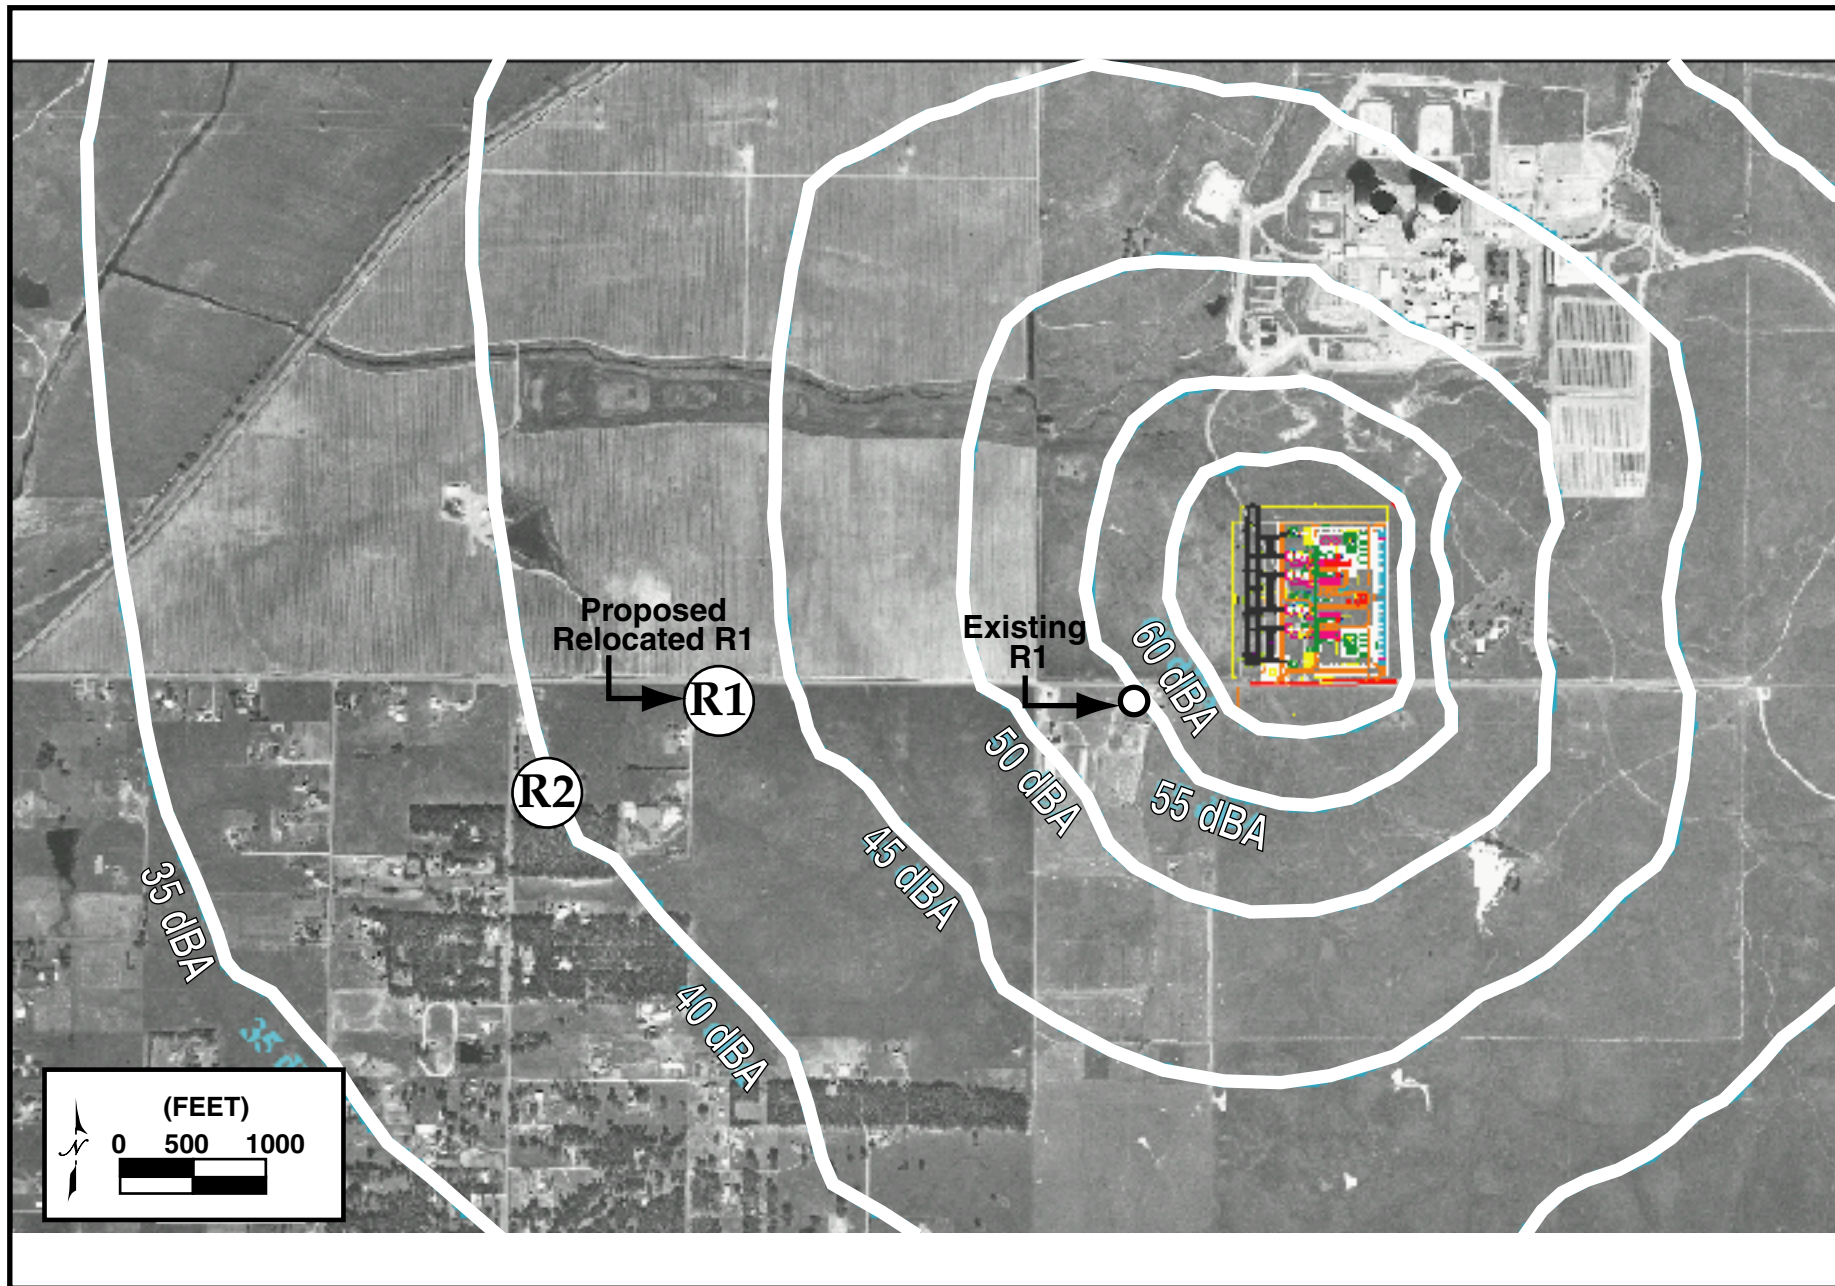 Proposed
Relocated R1
R1
Existing
R1
R2
60 dBA
55 dBA
50 dBA
45 dBA
40 dBA
35 dBA
35 d
(FEET)
0 500 1000
N